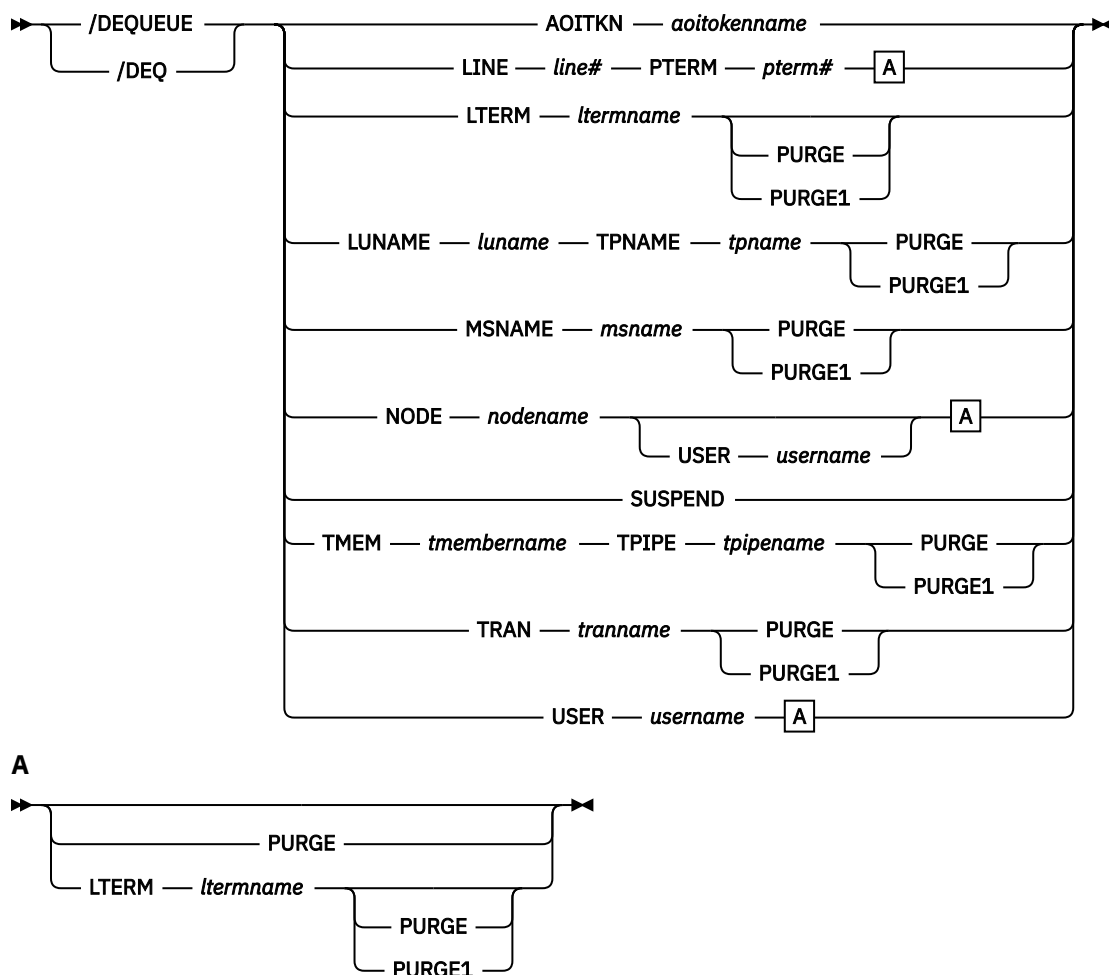 /DEQUEUE AOITKN aoitokenname
/DEQ
LINE line# PTERM pterm# A
LTERM ltermname
PURGE
PURGE1
LUNAME luname TPNAME tpname PURGE
PURGE1
MSNAME msname PURGE
PURGE1
NODE nodename A
USER username
SUSPEND
TMEM tmembername TPIPE tpipename PURGE
PURGE1
TRAN tranname PURGE
PURGE1
USER username A
A
PURGE
LTERM ltermname
PURGE
PURGE1